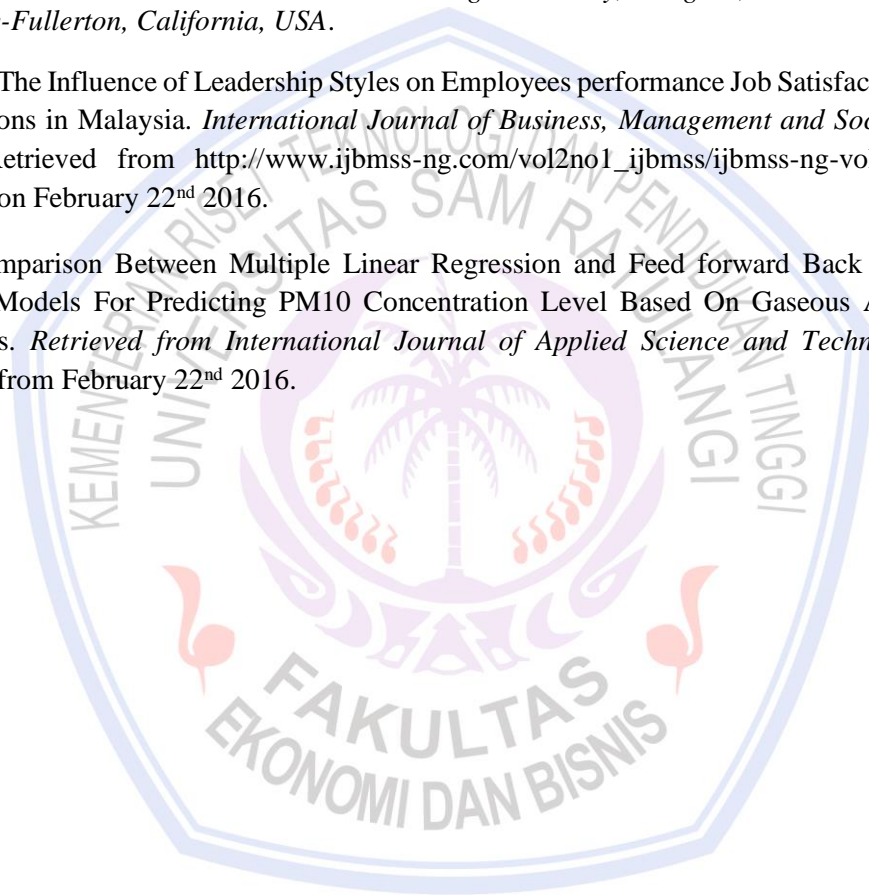 -Fullerton, California, USA.
The Influence of Leadership Styles on Employees performance Job Satisfac
ons in Malaysia. International Journal of Business, Management and Soc
etrieved from http://www.ijbmss-ng.com/vol2no1_ijbmss/ijbmss-ng-vol
on February 22nd 2016.
mparison Between Multiple Linear Regression and Feed forward Back
Models For Predicting PM10 Concentration Level Based On Gaseous A
s. Retrieved from International Journal of Applied Science and Techn
from February 22nd 2016.
KEMENTERIAN RISET TEKNOLOGI DAN PENDIDIKAN TINGGI
UNIVERSITAS SAM RATULANGI
FAKULTAS
EKONOMI DAN BISNIS